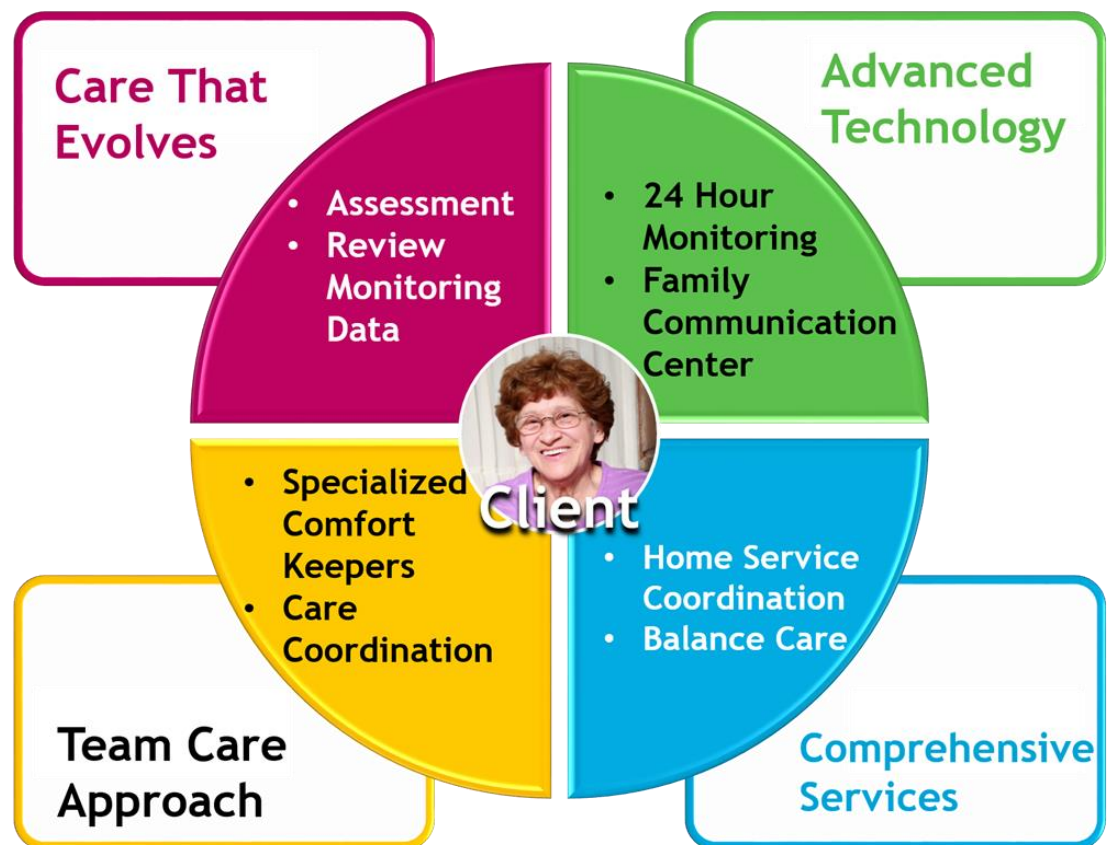 Care That
Evolves
• Assessment
• Review
Monitoring
Data
Advanced
Technology
• 24 Hour
Monitoring
• Family
Communication
Center
Client
• Specialized
Comfort
Keepers
• Care
Coordination
Team Care
Approach
• Home Service
Coordination
• Balance Care
Comprehensive
Services